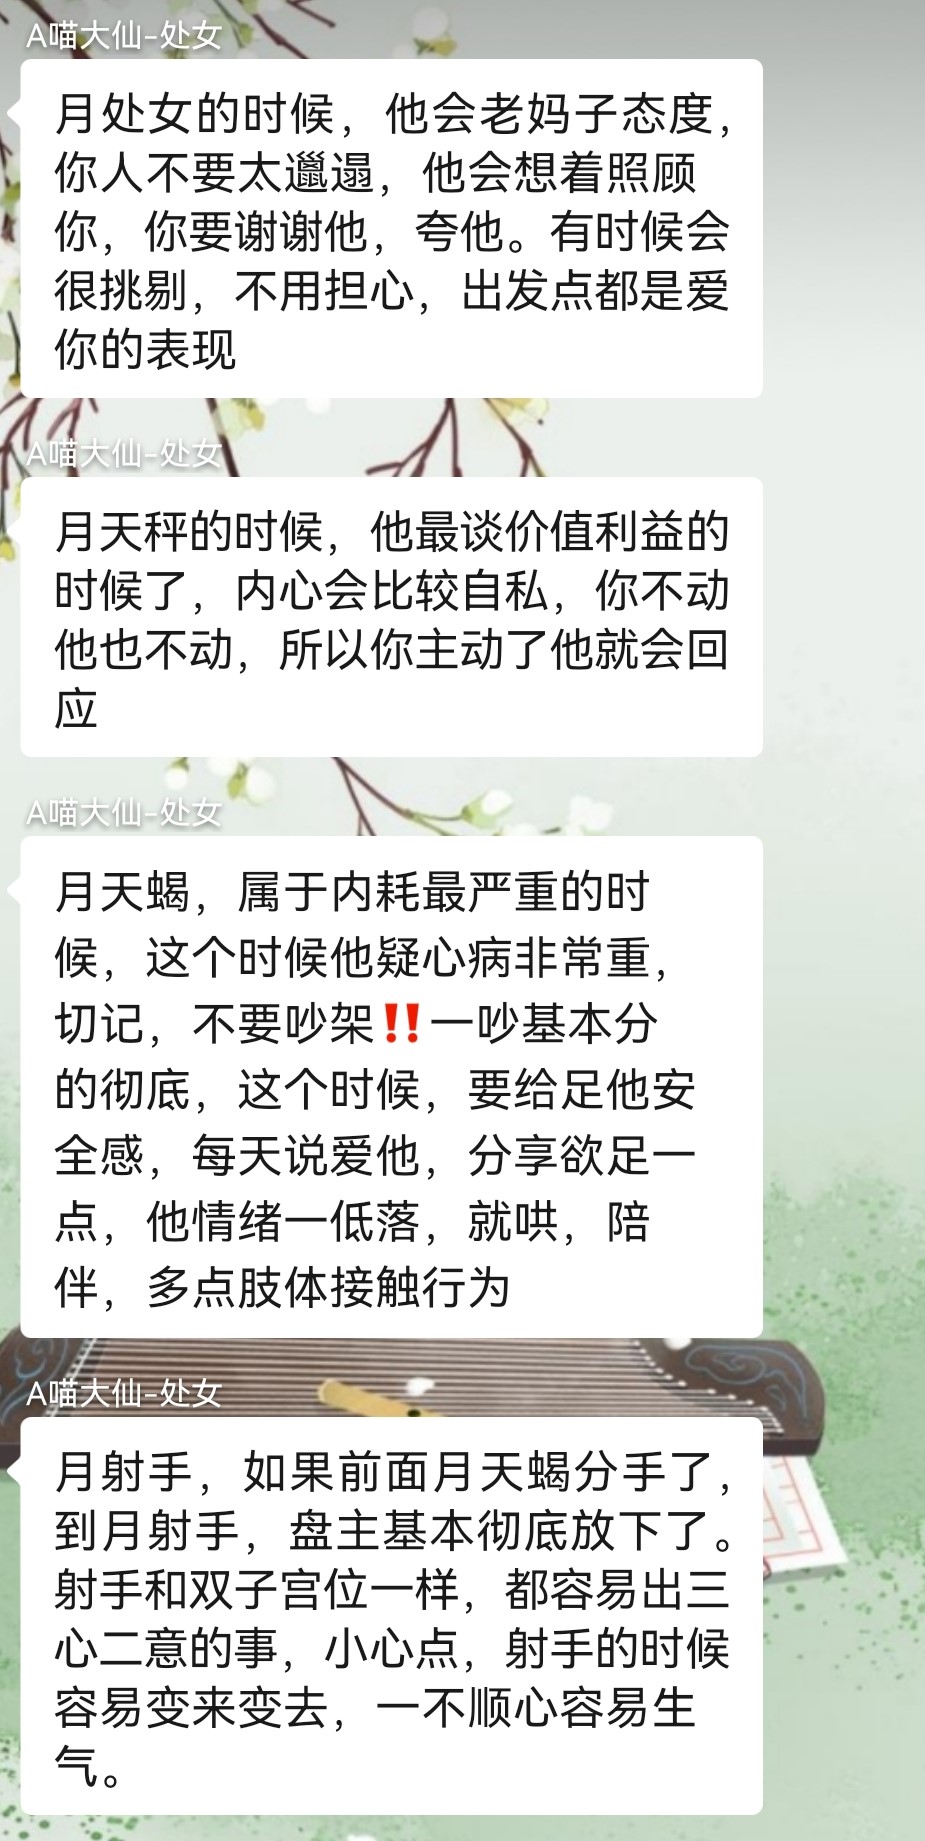 A喵大仙-处女
月处女的时候，他会老妈子态度，
你人不要太邋遢，他会想着照顾
你，你要谢谢他，夸他。有时候会
很挑剔，不用担心，出发点都是爱
你的表现
A喵大仙-处女
月天秤的时候，他最谈价值利益的
时候了，内心会比较自私，你不动
他也不动，所以你主动了他就会回
应
A喵大仙-处女
月天蝎，属于内耗最严重的时
候，这个时候他疑心病非常重，
切记，不要吵架‼️一吵基本分
的彻底，这个时候，要给足他安
全感，每天说爱他，分享欲足一
点，他情绪一低落，就哄，陪
伴，多点肢体接触行为
A喵大仙-处女
月射手，如果前面月天蝎分手了，
到月射手，盘主基本彻底放下了。
射手和双子宫位一样，都容易出三
心二意的事，小心点，射手的时候
容易变来变去，一不顺心容易生
气。